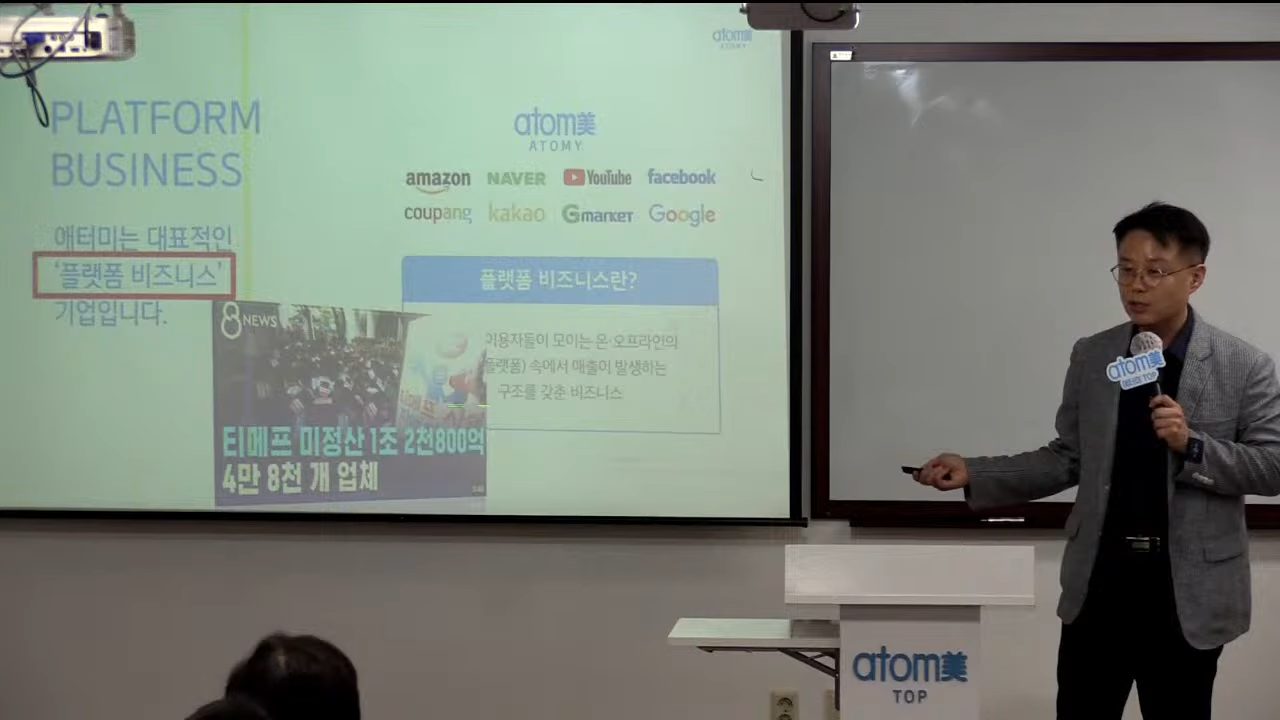 atom美
ATOMY
PLATFORM
BUSINESS
애터미는 대표적인
'플랫폼 비즈니스'
기업입니다.
atom美
ATOMY
amazon NAVER YouTube facebook
coupang kakao Gmarket Google
플랫폼 비즈니스란?
이용자들이 모이는 온·오프라인의
플랫폼) 속에서 매출이 발생하는
구조를 갖춘 비즈니스
8 NEWS
티메프 미정산 1조 2천800억
4만 8천 개 업체
atom美
TOP
atom美
TOP